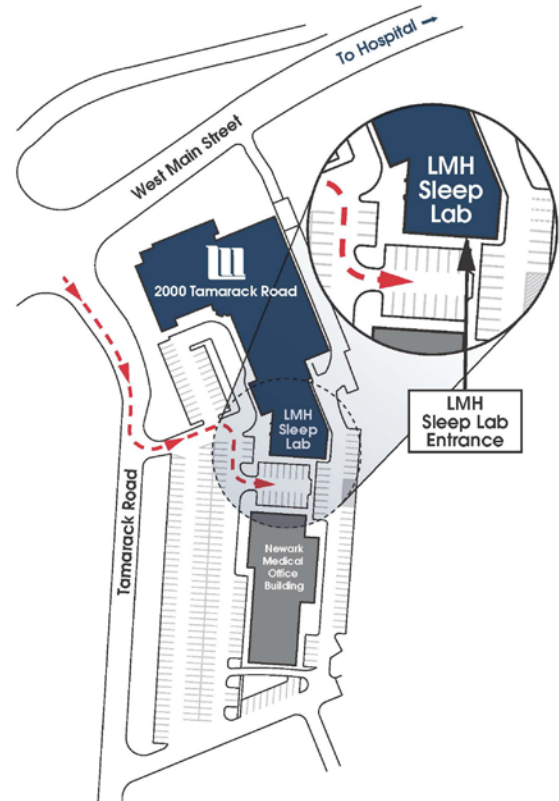 To Hospital
West Main Street
LMH
Sleep
Lab
2000 Tamarack Road
LMH
Sleep Lab
Entrance
LMH
Sleep
Lab
Tamarack Road
Newark
Medical
Office
Building